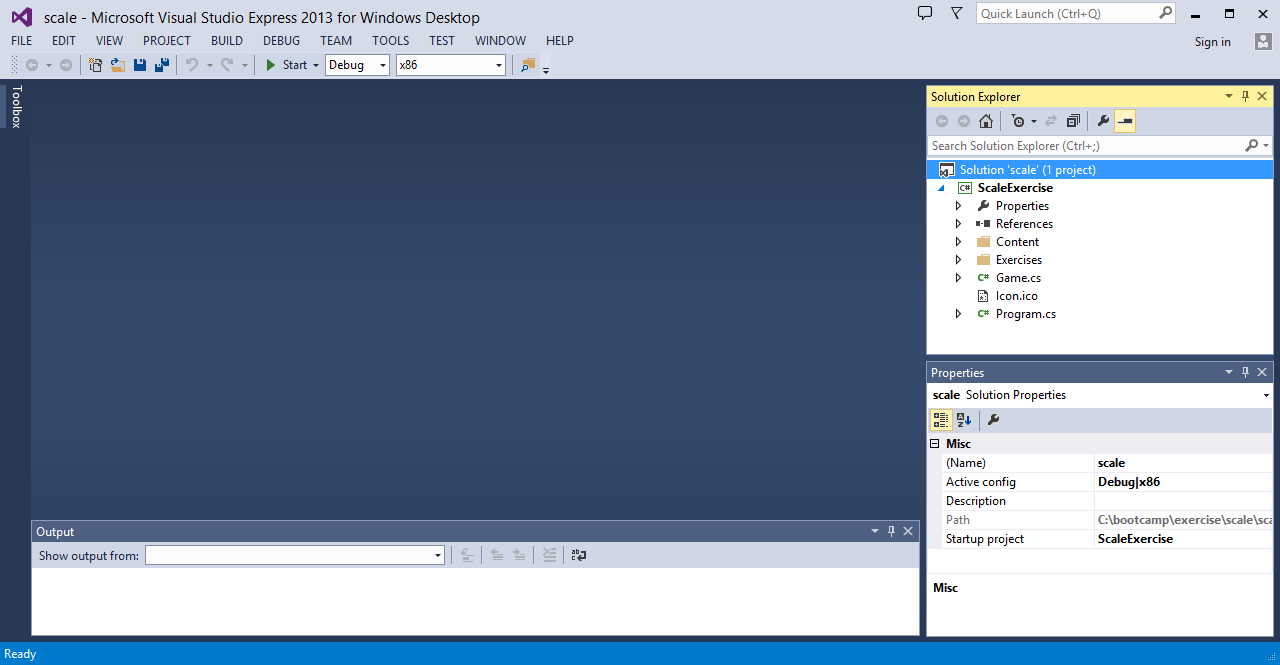 scale - Microsoft Visual Studio Express 2013 for Windows Desktop
Quick Launch (Ctrl+Q)
FILE EDIT VIEW PROJECT BUILD DEBUG TEAM TOOLS TEST WINDOW HELP
Sign in
Start Debug x86
Toolbox
Solution Explorer
Search Solution Explorer (Ctrl+;)
Solution 'scale' (1 project)
C# ScaleExercise
Properties
References
Content
Exercises
C# Game.cs
Icon.ico
C# Program.cs
Properties
scale Solution Properties
Misc
(Name) scale
Active config Debug|x86
Description
Path C:\bootcamp\exercise\scale\sca
Startup project ScaleExercise
Misc
Output
Show output from:
Ready